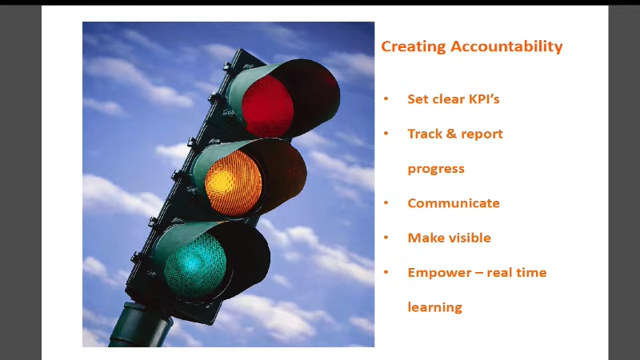 Creating Accountability
• Set clear KPI's
• Track & report
progress
• Communicate
• Make visible
• Empower – real time
learning